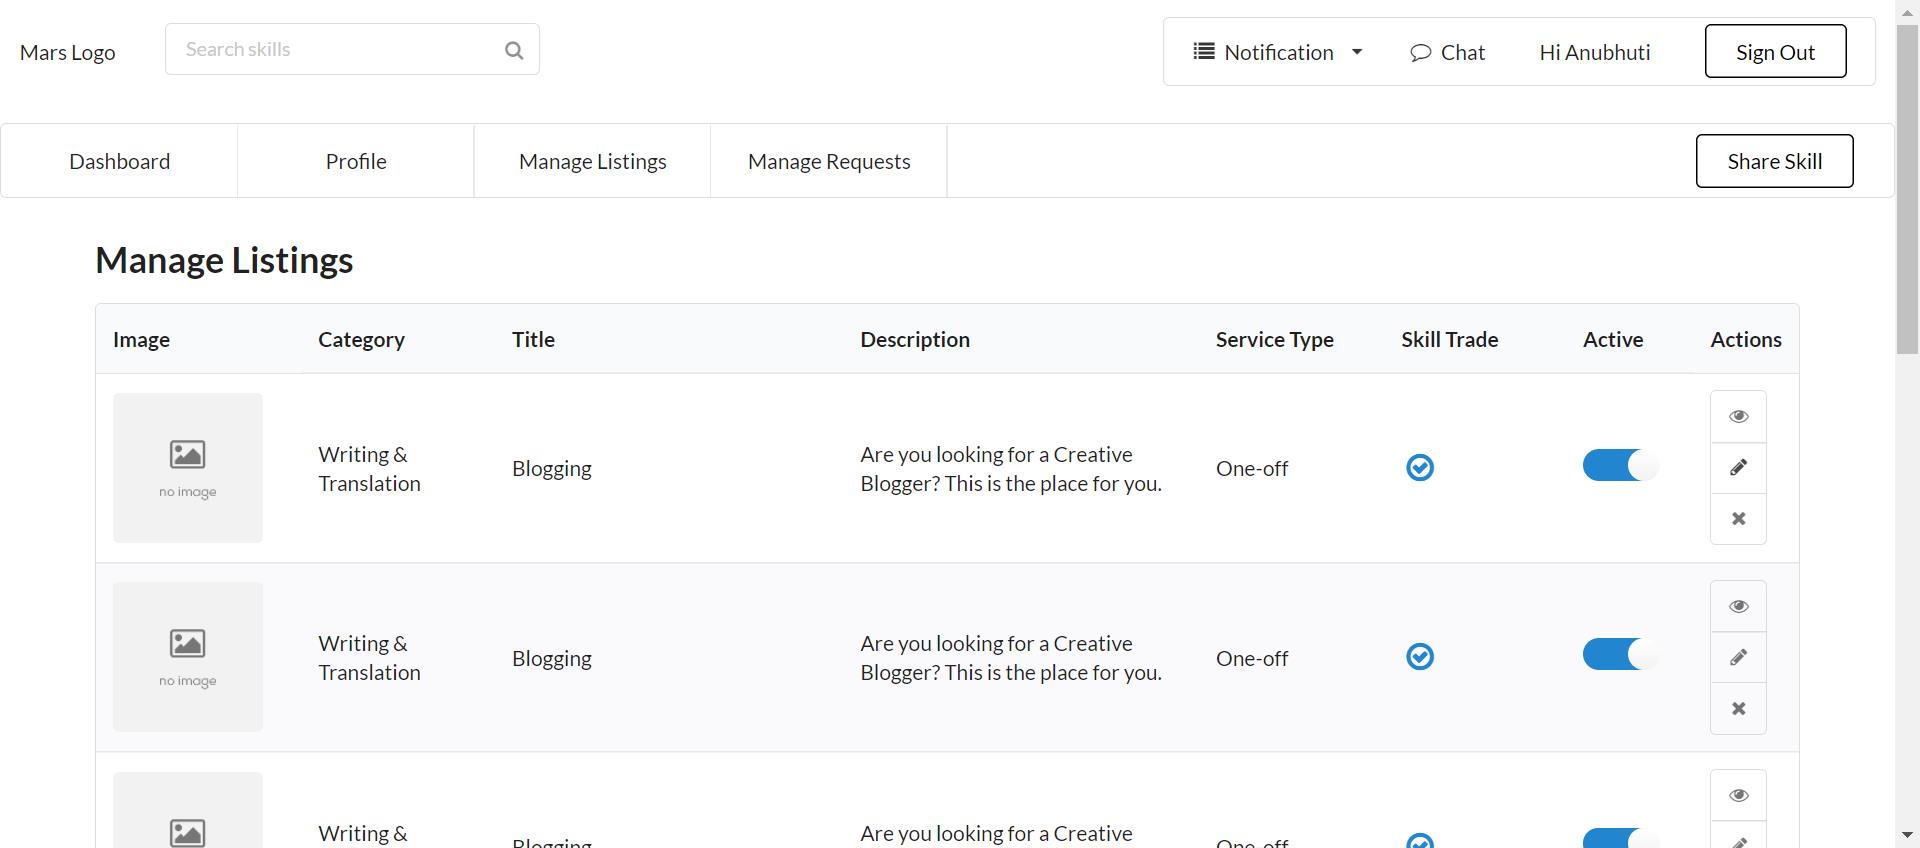 Mars Logo
Search skills
Notification
Chat
Hi Anubhuti
Sign Out
Dashboard
Profile
Manage Listings
Manage Requests
Share Skill
Manage Listings
Image
Category
Title
Description
Service Type
Skill Trade
Active
Actions
no image
Writing &
Translation
Blogging
Are you looking for a Creative
Blogger? This is the place for you.
One-off
no image
Writing &
Translation
Blogging
Are you looking for a Creative
Blogger? This is the place for you.
One-off
Writing &
Blogging
Are you looking for a Creative
One-off